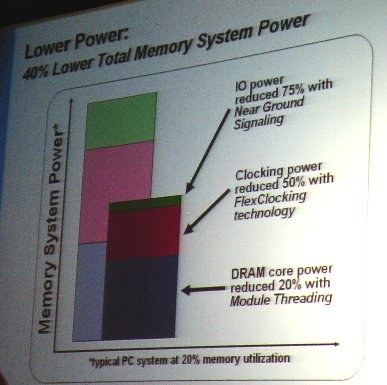 Lower Power:
40% Lower Total Memory System Power
IO power
reduced 75% with
Near Ground
Signaling
Clocking power
reduced 50% with
FlexClocking
technology
DRAM core power
reduced 20% with
Module Threading
Memory System Power*
*typical PC system at 20% memory utilization